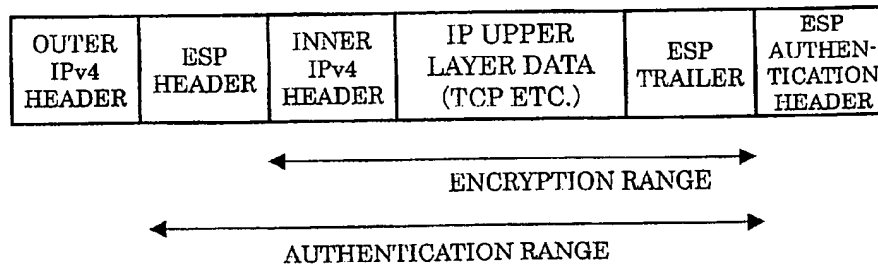 OUTER
IPv4
HEADER
ESP
HEADER
INNER
IPv4
HEADER
IP UPPER
LAYER DATA
(TCP ETC.)
ESP
TRAILER
ESP
AUTHEN-
TICATION
HEADER
ENCRYPTION RANGE
AUTHENTICATION RANGE